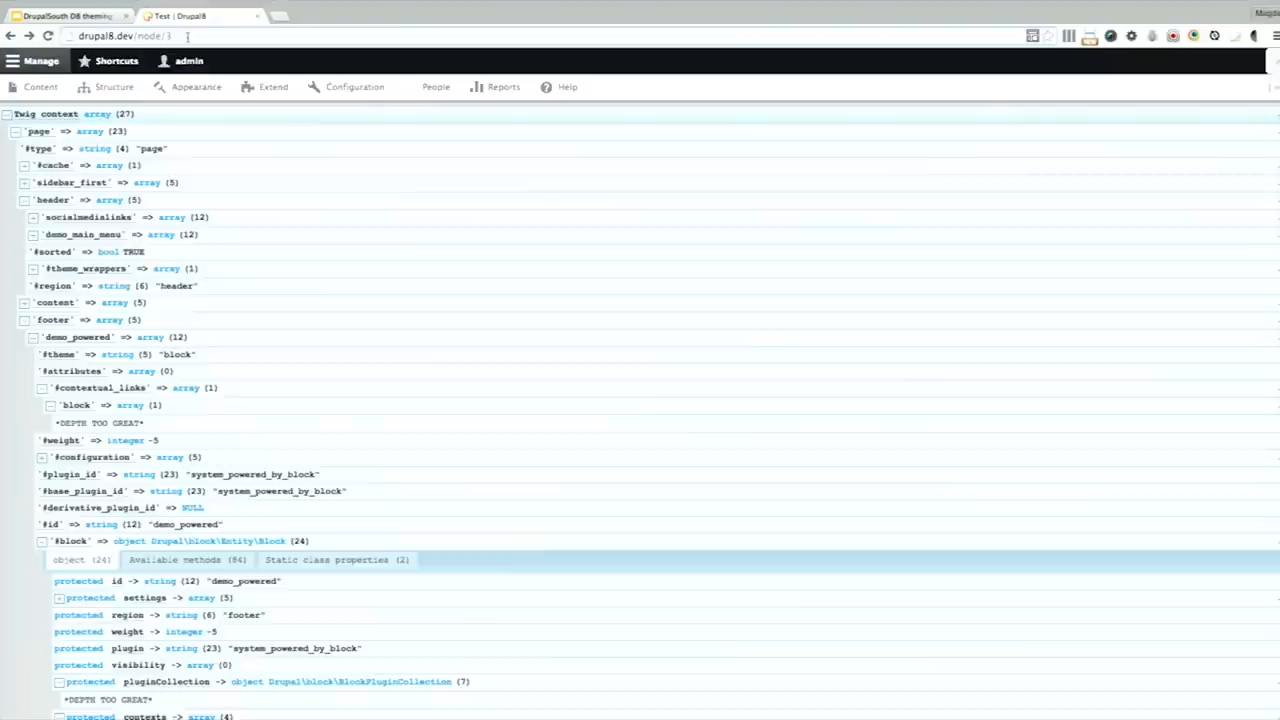 DrupalSouth D8 theming
Test | Drupal8
drupal8.dev/node/3
Manage
Shortcuts
admin
Content
Structure
Appearance
Extend
Configuration
People
Reports
Help
Twig context array (27)
'page' => array (23)
'#type' => string (4) "page"
'#cache' => array (1)
'sidebar_first' => array (5)
'header' => array (5)
'socialmedialinks' => array (12)
'demo_main_menu' => array (12)
'#sorted' => bool TRUE
'#theme_wrappers' => array (1)
'#region' => string (6) "header"
'content' => array (5)
'footer' => array (5)
'demo_powered' => array (12)
'#theme' => string (5) "block"
'#attributes' => array (0)
'#contextual_links' => array (1)
'block' => array (1)
*DEPTH TOO GREAT*
'#weight' => integer -5
'#configuration' => array (5)
'#plugin_id' => string (23) "system_powered_by_block"
'#base_plugin_id' => string (23) "system_powered_by_block"
'#derivative_plugin_id' => NULL
'#id' => string (12) "demo_powered"
'#block' => object Drupal\block\Entity\Block (24)
object (24)
Available methods (84)
Static class properties (2)
protected id -> string (12) "demo_powered"
protected settings -> array (5)
protected region -> string (6) "footer"
protected weight -> integer -5
protected plugin -> string (23) "system_powered_by_block"
protected visibility -> array (0)
protected pluginCollection -> object Drupal\block\BlockPluginCollection (7)
*DEPTH TOO GREAT*
protected contexts -> array (4)